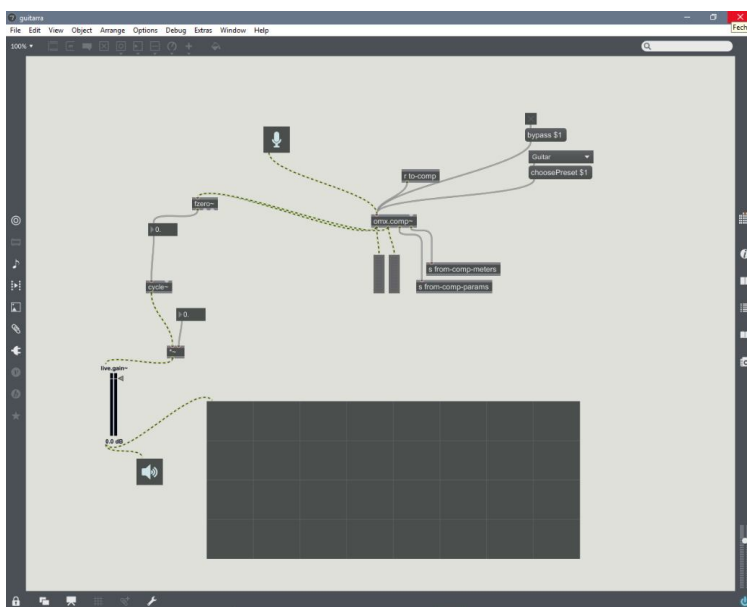 guitarra
File Edit View Object Arrange Options Debug Extras Window Help
Fech
100%
bypass $1
Guitar
choosePreset $1
r to-comp
fzero~
omx.comp~
0.
s from-comp-meters
s from-comp-params
cycle~
0.
*~
live.gain~
0.0 dB